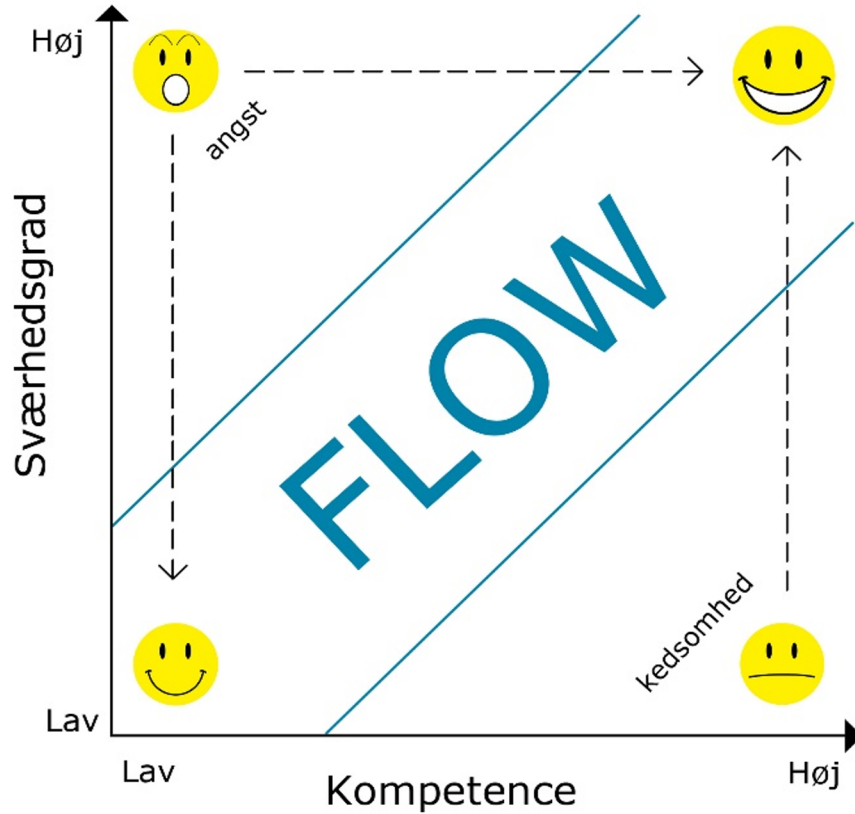 Høj
angst
Sværhedsgrad
FLOW
kedsomhed
Lav
Lav
Høj
Kompetence